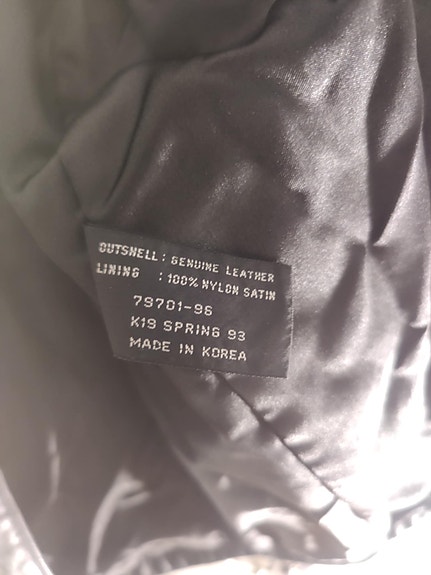 OUTSHELL : GENUINE LEATHER
LINING : 100% NYLON SATIN
79701-96
K19 SPRING 93
MADE IN KOREA